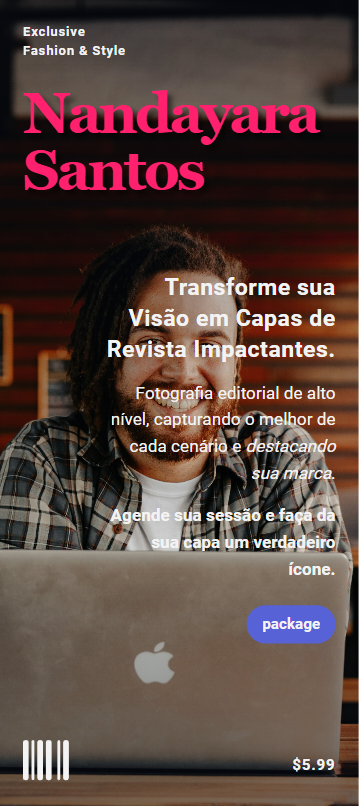 Exclusive
Fashion & Style
Nandayara
Santos
Transforme sua
Visão em Capas de
Revista Impactantes.
Fotografia editorial de alto
nível, capturando o melhor de
cada cenário e destacando
sua marca.
Agende sua sessão e faça da
sua capa um verdadeiro
ícone.
package
$5.99